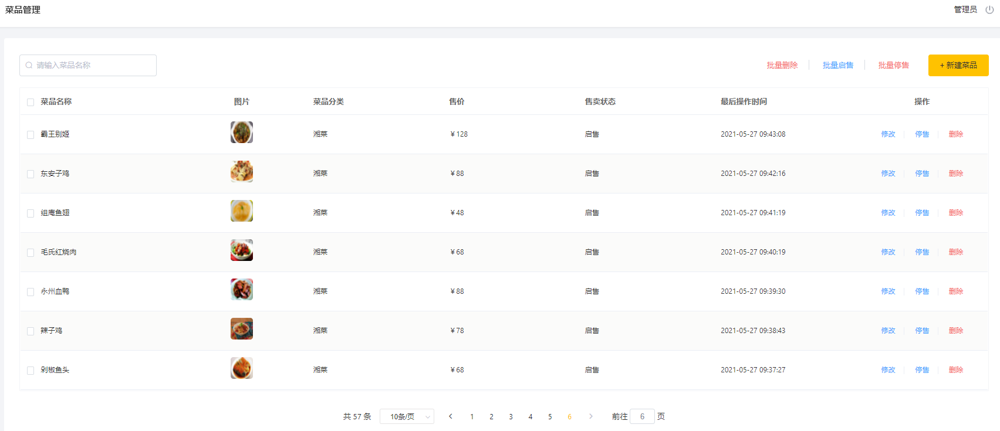 菜品管理 管理员
请输入菜品名称 批量删除 批量启售 批量停售 + 新建菜品
菜品名称 图片 菜品分类 售价 售卖状态 最后操作时间 操作
霸王别姬 湘菜 ￥128 启售 2021-05-27 09:43:08 修改 停售 删除
东安子鸡 湘菜 ￥88 启售 2021-05-27 09:42:16 修改 停售 删除
组庵鱼翅 湘菜 ￥48 启售 2021-05-27 09:41:19 修改 停售 删除
毛氏红烧肉 湘菜 ￥68 启售 2021-05-27 09:40:19 修改 停售 删除
永州血鸭 湘菜 ￥88 启售 2021-05-27 09:39:30 修改 停售 删除
辣子鸡 湘菜 ￥78 启售 2021-05-27 09:38:43 修改 停售 删除
剁椒鱼头 湘菜 ￥68 启售 2021-05-27 09:37:27 修改 停售 删除
共 57 条 10条/页 1 2 3 4 5 6 前往 6 页